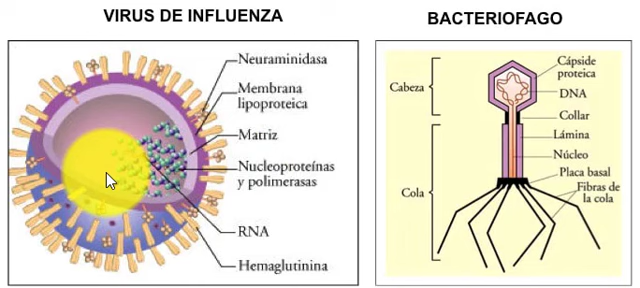 VIRUS DE INFLUENZA
Neuraminidasa
Membrana
lipoproteica
Matriz
Nucleoproteínas
y polimerasas
RNA
Hemaglutinina
BACTERIOFAGO
Cabeza
Cápside
proteica
DNA
Collar
Lámina
Núcleo
Placa basal
Cola
Fibras de
la cola